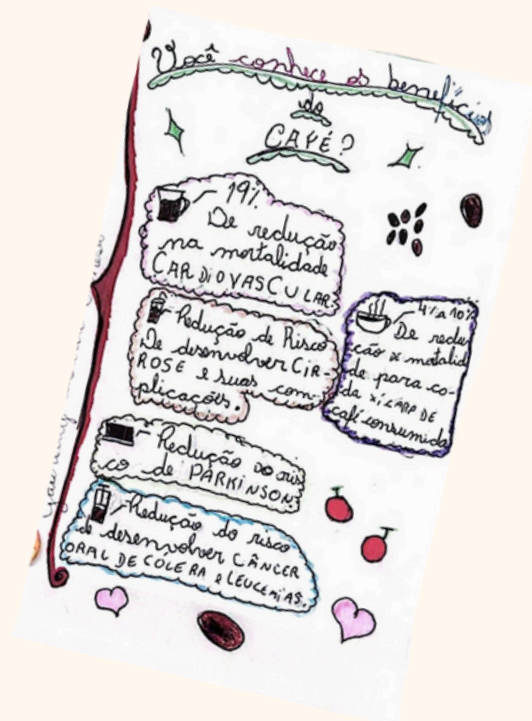 Você conhece os benefícios
do
CAFÉ?
19%
De redução
na mortalidade
CARDIOVASCULAR
Redução de Risco
De desenvolver CIR-
ROSE e suas com-
plicações.
4% a 10%
De redu-
ção mortalida-
de para ca-
da XÍCARA DE
café consumida
Redução do ris
co de PARKINSON.
Redução do risco
de desenvolver CÂNCER
ORAL DE COLERA e LEUCEMIAS.